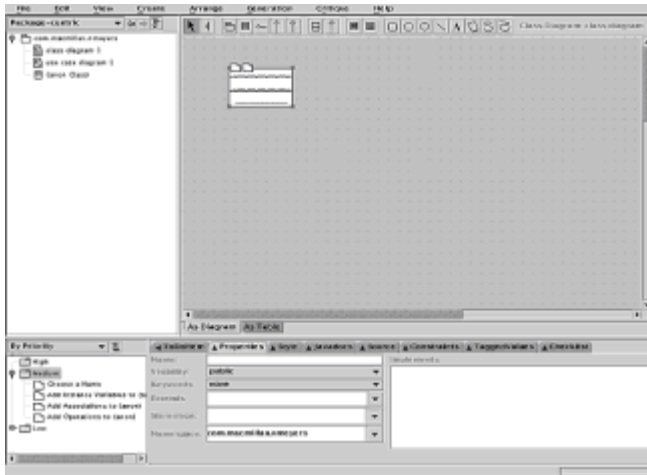 File Edit View Create Arrange Generation Critique Help
Package-centric
Class Diagram: class diagram
com.macmillan.nmeyers
class diagram 1
use case diagram 1
(anon Class)
As Diagram As Table
By Priority
ToDoItem Properties Style Javadocs Source Constraints TaggedValues Checklist
High
Medium
Choose a Name
Add Instance Variables to
Add Associations to (anon)
Add Operations to (anon)
Low
Name:
Visibility: public
Keywords: none
Extends:
Namespace: com.macmillan.nmeyers